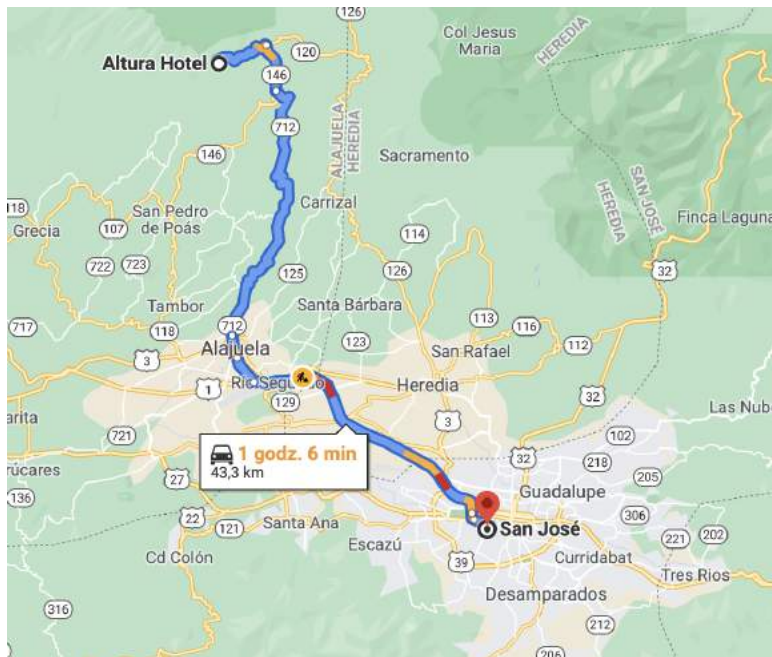 126
Col Jesus
Maria
HEREDIA
Altura Hotel
120
146
712
ALAJUELA
HEREDIA
146
Sacramento
SAN JOSÉ
HEREDIA
118
Grecia
107
San Pedro
de Poás
Carrizal
114
Finca Laguna
722
723
125
126
32
Tambor
Santa Bárbara
113
717
118
712
123
116
Alajuela
San Rafael
112
3
1
Heredia
32
arita
129
3
Las Nub
721
102
1 godz. 6 min
43,3 km
32
218
úcares
27
Guadalupe
205
136
22
121
Santa Ana
San José
306
221
202
Escazú
Cd Colón
39
Curridabat
Tres Rios
Desamparados
316
212
206